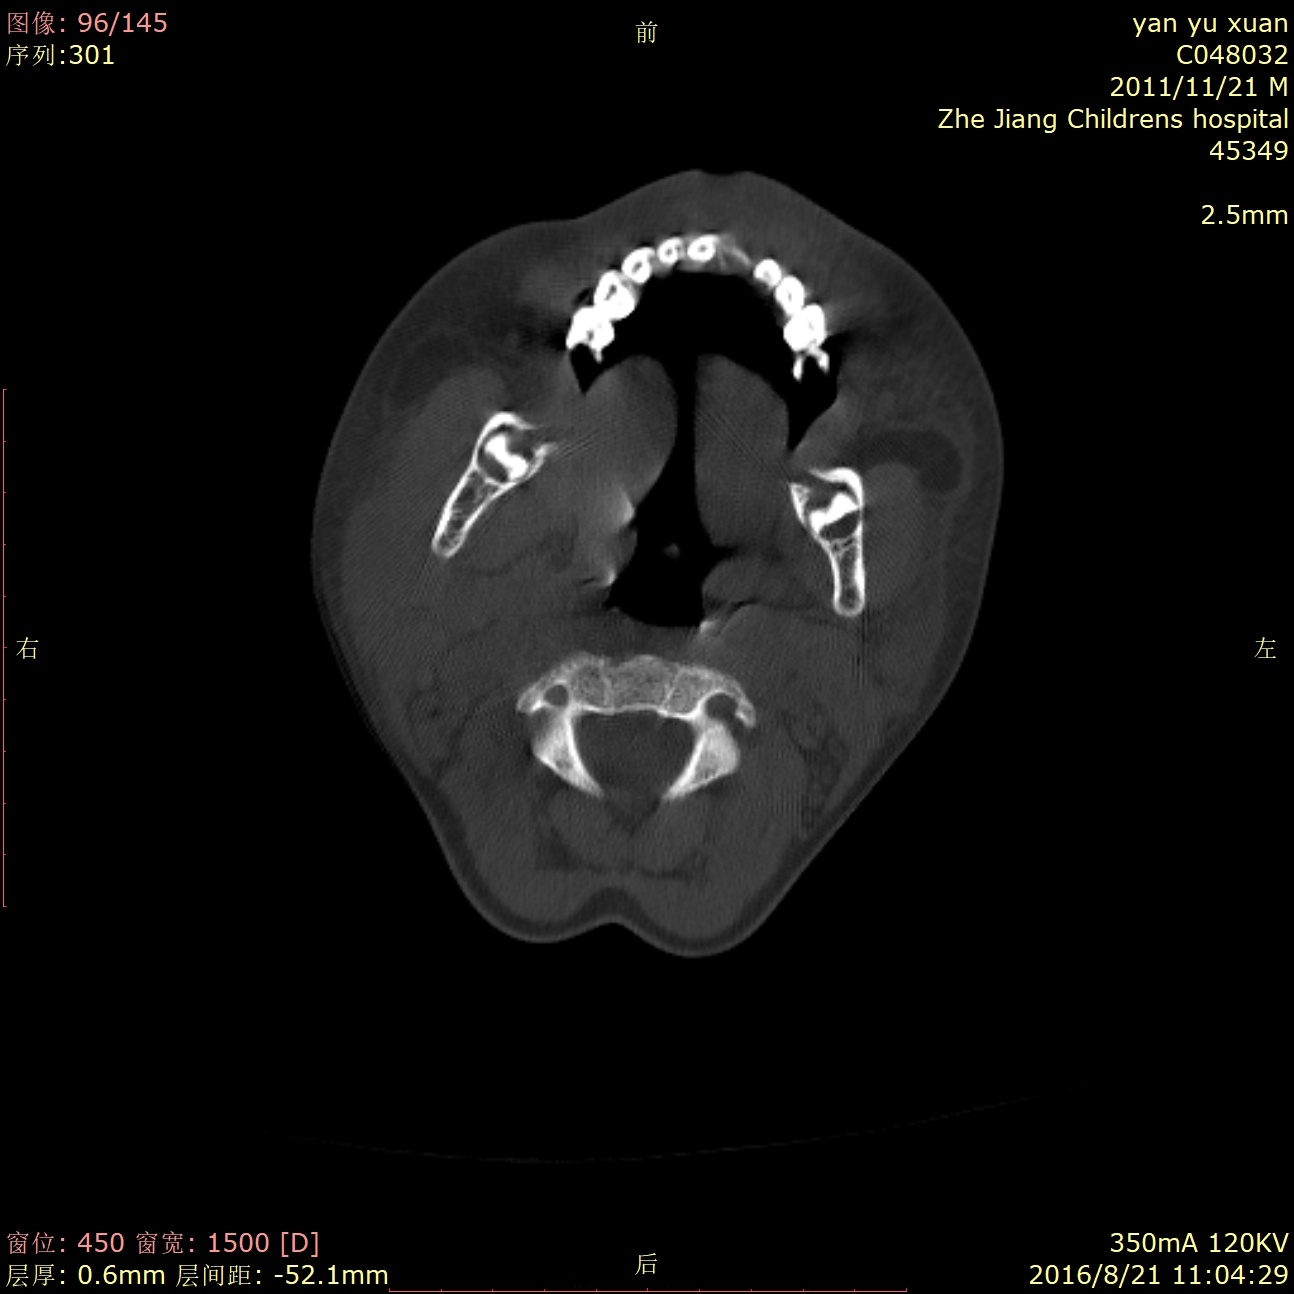 图像: 96/145
序列:301
前
yan yu xuan
C048032
2011/11/21 M
Zhe Jiang Childrens hospital
45349
2.5mm
右
左
窗位: 450 窗宽: 1500 [D]
层厚: 0.6mm 层间距: -52.1mm
后
350mA 120KV
2016/8/21 11:04:29